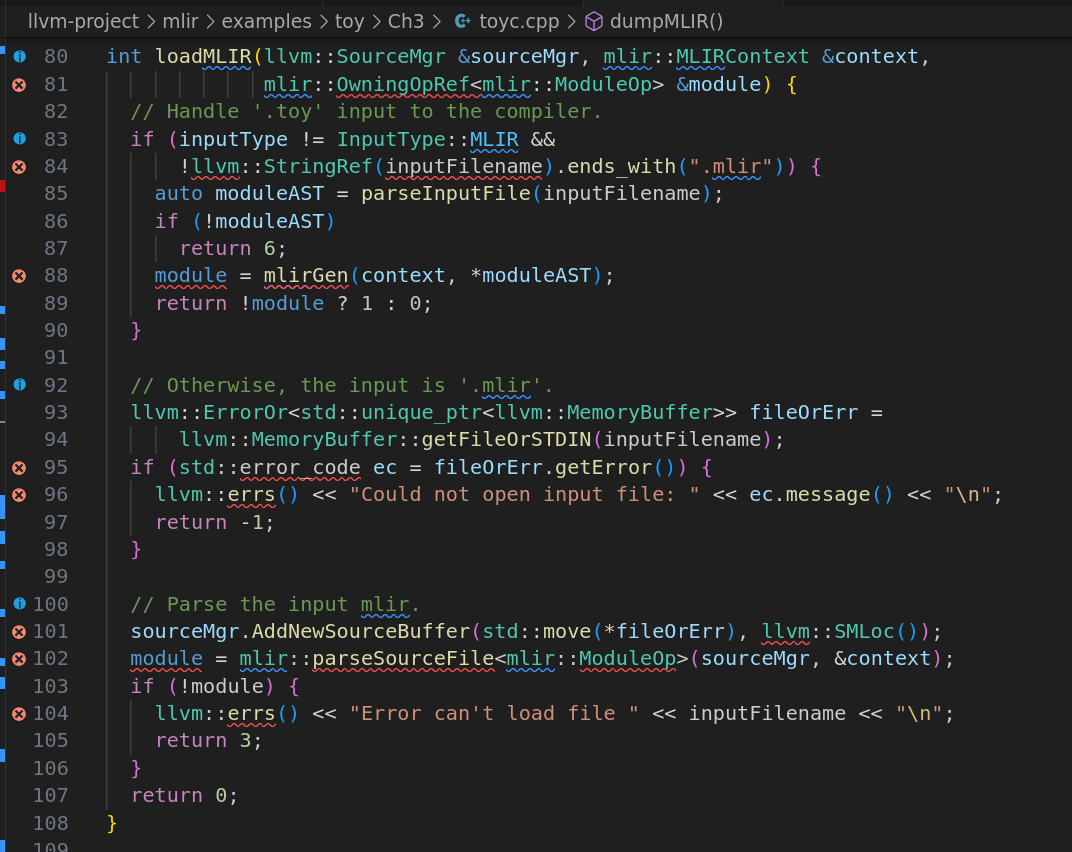 llvm-project > mlir > examples > toy > Ch3 > toyc.cpp > dumpMLIR()
80 int loadMLIR(llvm::SourceMgr &sourceMgr, mlir::MLIRContext &context,
81 mlir::OwningOpRef<mlir::ModuleOp> &module) {
82 // Handle '.toy' input to the compiler.
83 if (inputType != InputType::MLIR &&
84 !llvm::StringRef(inputFilename).ends_with(".mlir")) {
85 auto moduleAST = parseInputFile(inputFilename);
86 if (!moduleAST)
87 return 6;
88 module = mlirGen(context, *moduleAST);
89 return !module ? 1 : 0;
90 }
91
92 // Otherwise, the input is '.mlir'.
93 llvm::ErrorOr<std::unique_ptr<llvm::MemoryBuffer>> fileOrErr =
94 llvm::MemoryBuffer::getFileOrSTDIN(inputFilename);
95 if (std::error_code ec = fileOrErr.getError()) {
96 llvm::errs() << "Could not open input file: " << ec.message() << "\n";
97 return -1;
98 }
99
100 // Parse the input mlir.
101 sourceMgr.AddNewSourceBuffer(std::move(*fileOrErr), llvm::SMLoc());
102 module = mlir::parseSourceFile<mlir::ModuleOp>(sourceMgr, &context);
103 if (!module) {
104 llvm::errs() << "Error can't load file " << inputFilename << "\n";
105 return 3;
106 }
107 return 0;
108 }
109